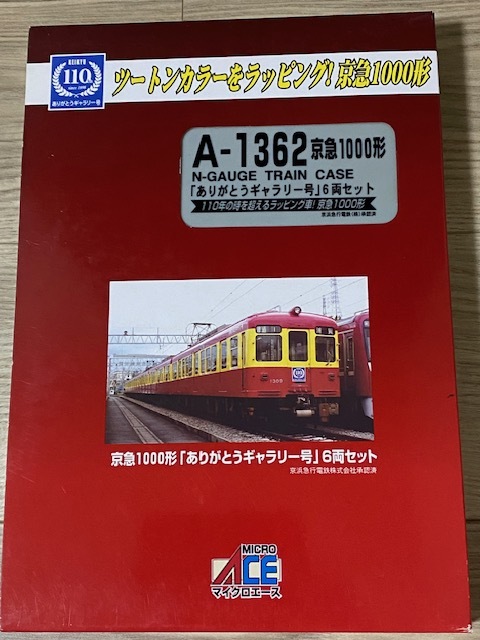 KEIKYU
110
since 1898
ありがとうギャラリー号
ツートンカラーをラッピング!京急1000形
A-1362 京急1000形
N-GAUGE TRAIN CASE
「ありがとうギャラリー号」6両セット
110年の時を超えるラッピング車!京急1000形
京浜急行電鉄(株)承認済
京急1000形「ありがとうギャラリー号」6両セット
京浜急行電鉄株式会社承認済
MICRO
ACE
マイクロエース